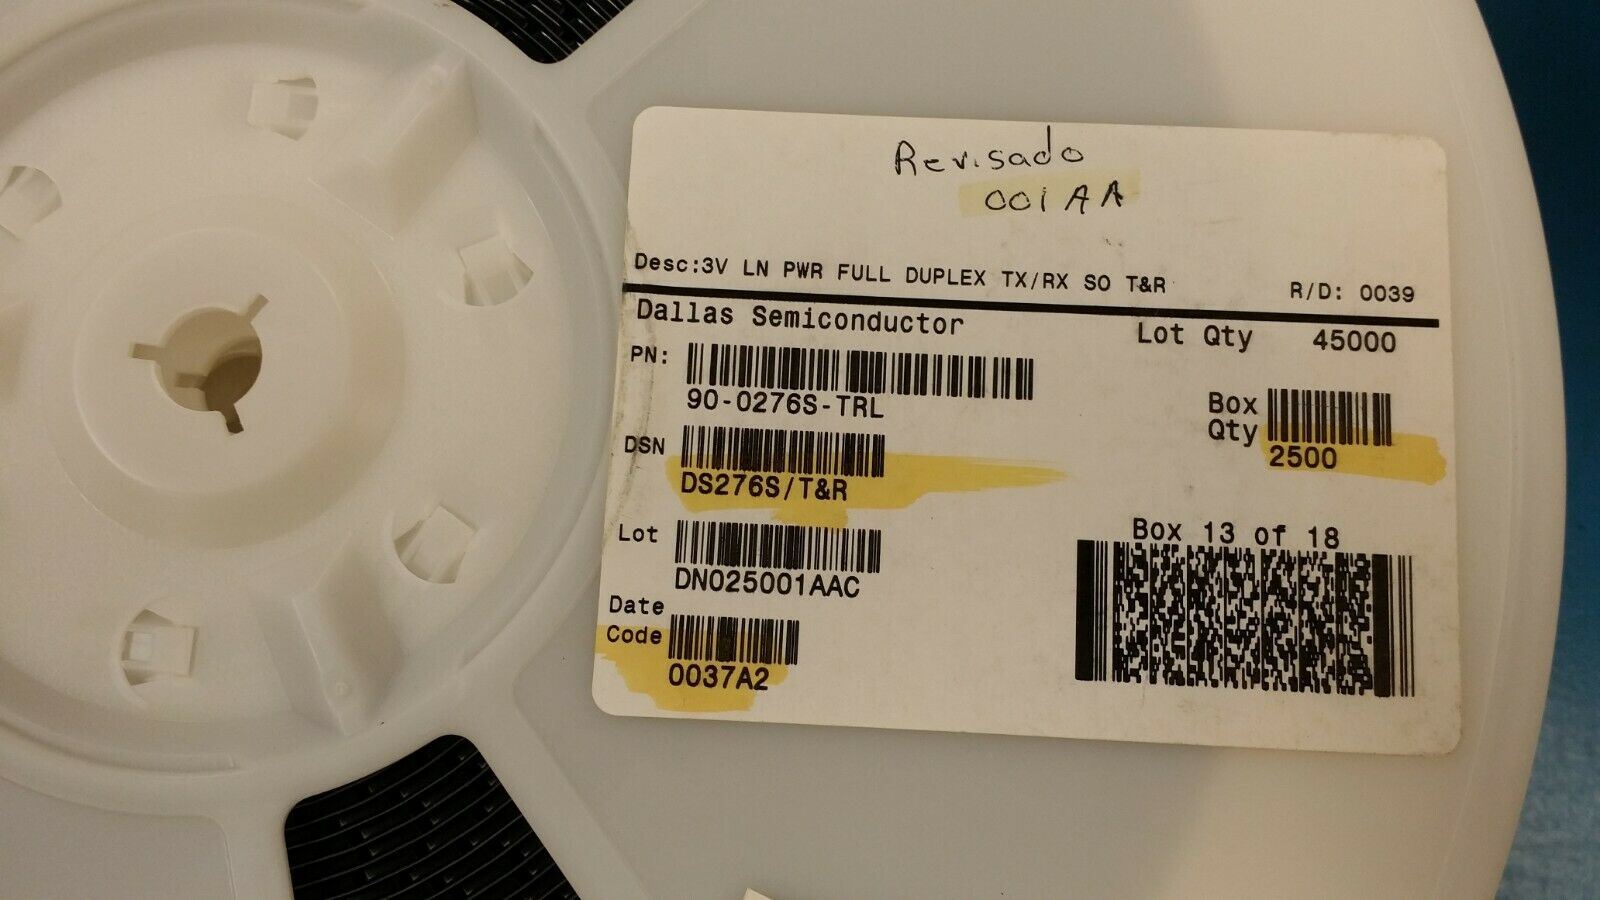 Revisado
001AA
Desc:3V LN PWR FULL DUPLEX TX/RX SO T&R R/D: 0039
Dallas Semiconductor Lot Qty 45000
PN:
90-0276S-TRL
Box
Qty
2500
DSN
DS276S/T&R
Lot
DN025001AAC
Box 13 of 18
Date
Code
0037A2